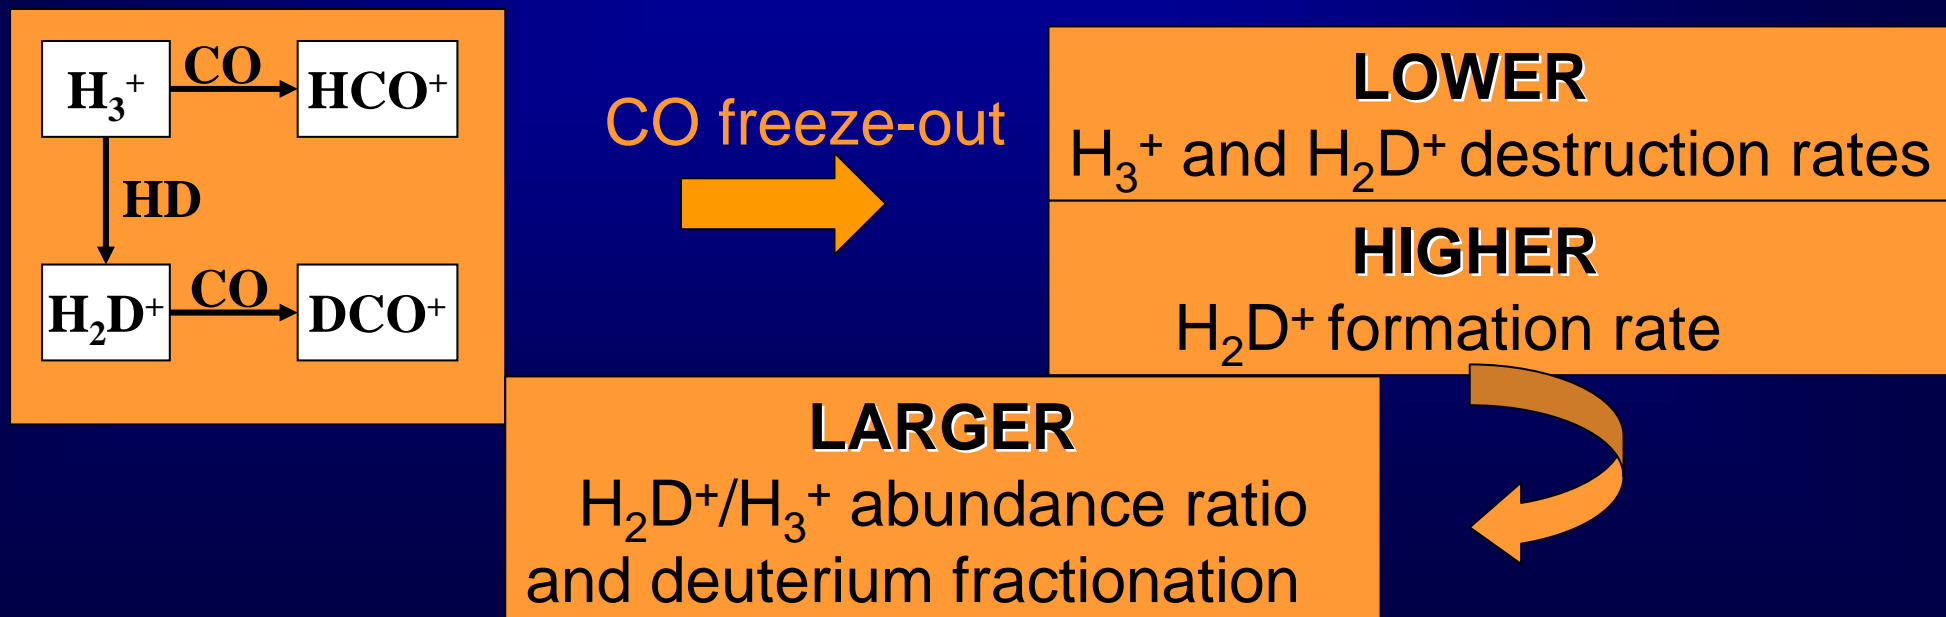 H₃⁺ CO HCO⁺
HD
H₂D⁺ CO DCO⁺
CO freeze-out
LOWER
H₃⁺ and H₂D⁺ destruction rates
HIGHER
H₂D⁺ formation rate
LARGER
H₂D⁺/H₃⁺ abundance ratio
and deuterium fractionation